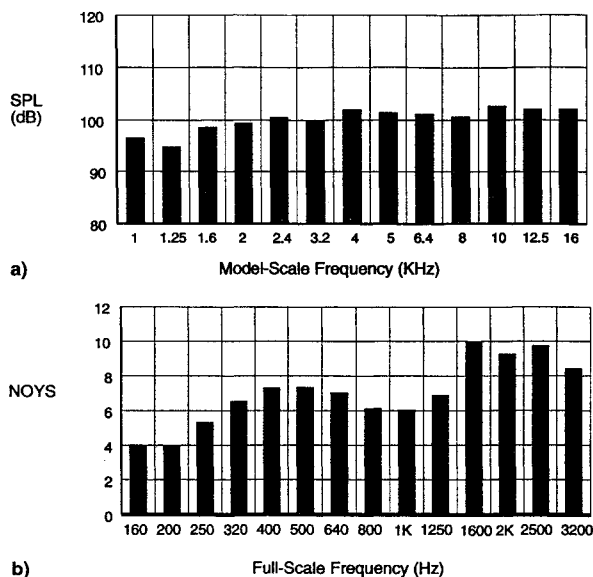 120
110
SPL
(dB)
100
90
80
1 1.25 1.6 2 2.4 3.2 4 5 6.4 8 10 12.5 16
a) Model-Scale Frequency (KHz)
12
10
NOYS
8
6
4
2
0
160 200 250 320 400 500 640 800 1K 1250 1600 2K 2500 3200
b) Full-Scale Frequency (Hz)